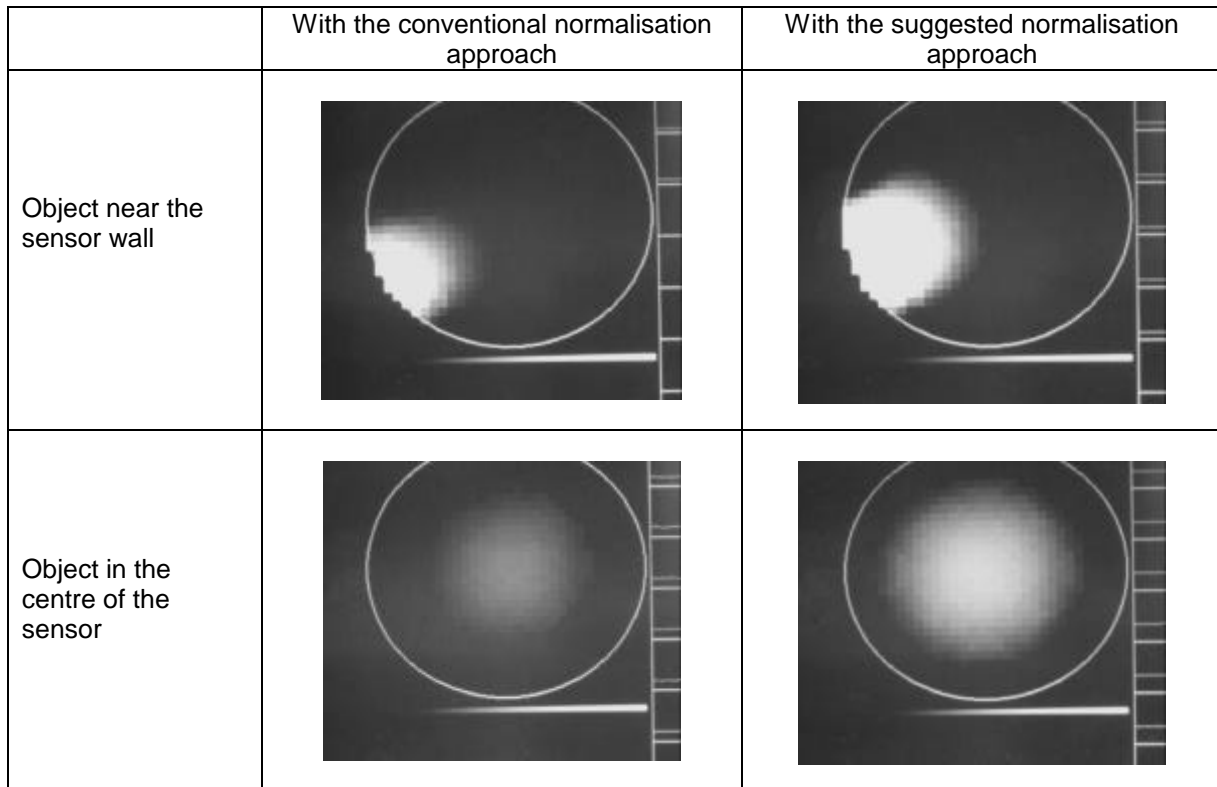 With the conventional normalisation
approach
With the suggested normalisation
approach
Object near the
sensor wall
Object in the
centre of the
sensor